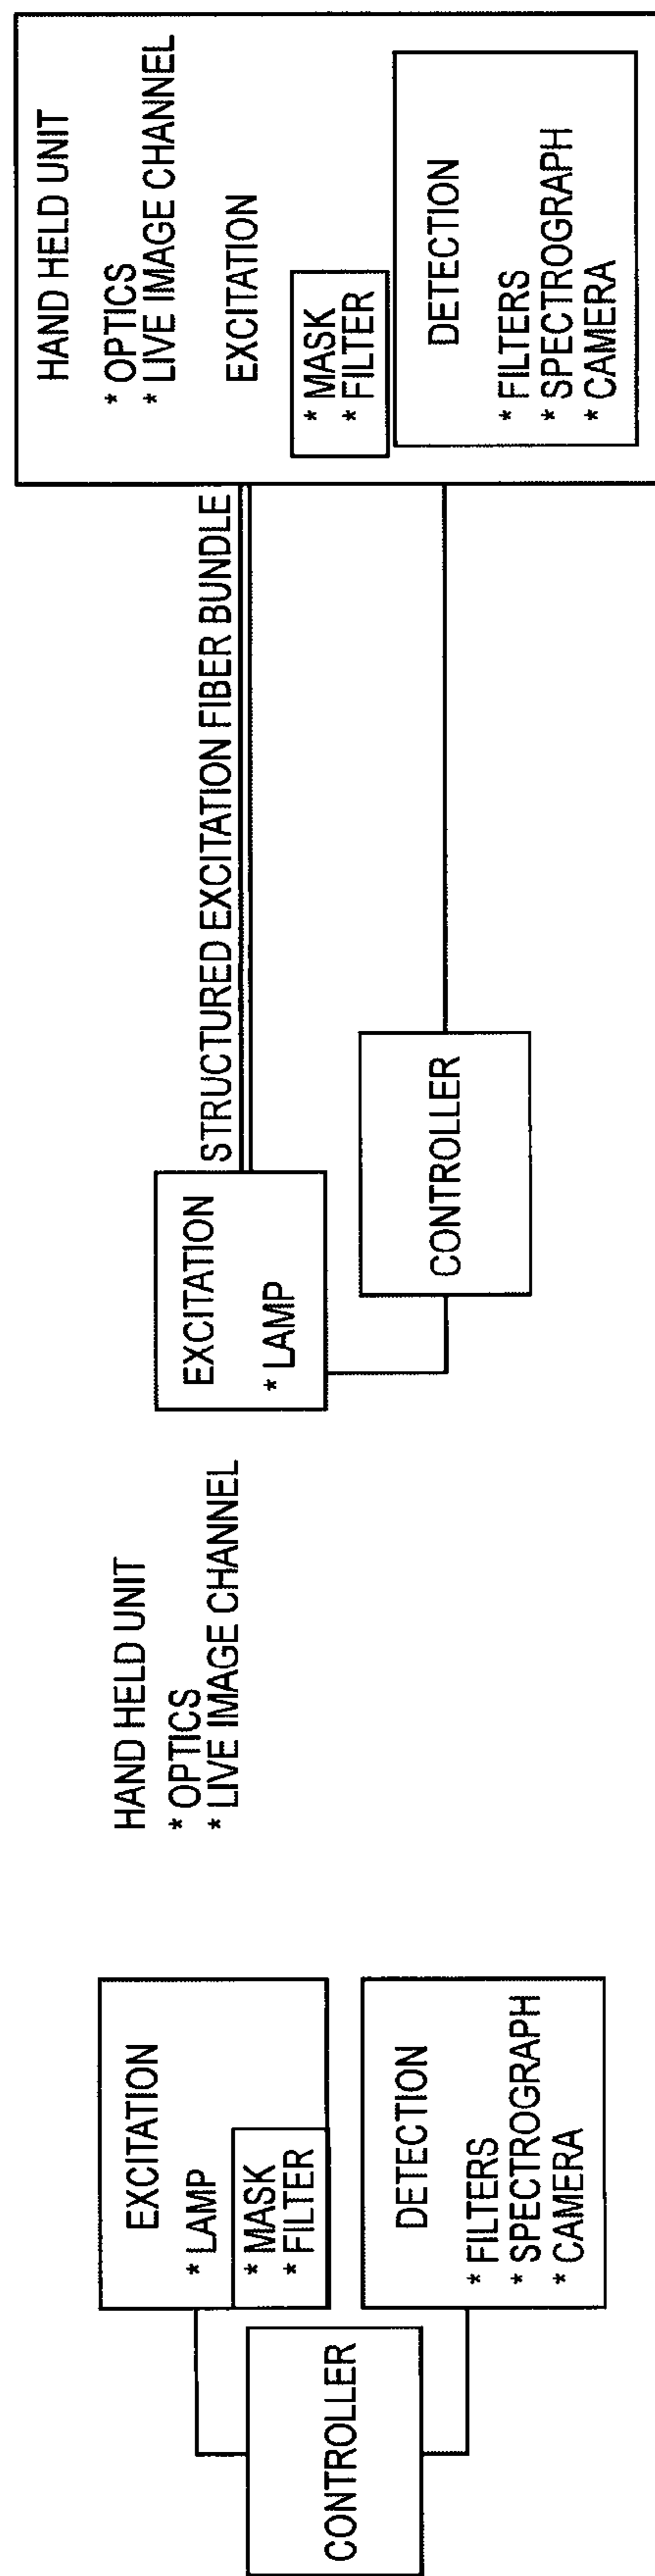 EXCITATION
* LAMP
* MASK
* FILTER
CONTROLLER
DETECTION
* FILTERS
* SPECTROGRAPH
* CAMERA
HAND HELD UNIT
* OPTICS
* LIVE IMAGE CHANNEL
EXCITATION
* LAMP
CONTROLLER
STRUCTURED EXCITATION FIBER BUNDLE
HAND HELD UNIT
* OPTICS
* LIVE IMAGE CHANNEL
EXCITATION
* MASK
* FILTER
DETECTION
* FILTERS
* SPECTROGRAPH
* CAMERA